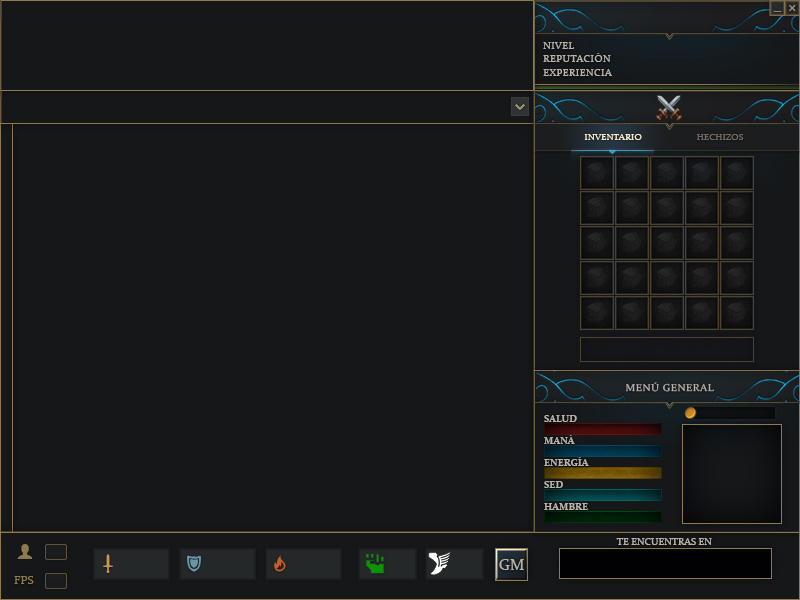 NIVEL
REPUTACIÓN
EXPERIENCIA
INVENTARIO
HECHIZOS
MENÚ GENERAL
SALUD
MANÁ
ENERGÍA
SED
HAMBRE
TE ENCUENTRAS EN
FPS
GM